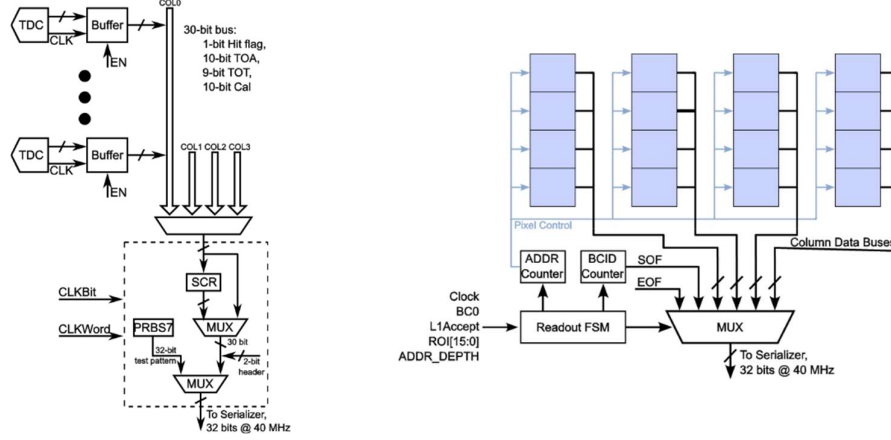 COL0
TDC
Buffer
CLK
EN
30-bit bus:
1-bit Hit flag,
10-bit TOA,
9-bit TOT,
10-bit Cal
TDC
Buffer
CLK
EN
COL1 COL2 COL3
SCR
CLKBit
CLKWord
PRBS7
MUX
30 bit
32-bit
test pattern
2-bit
header
MUX
To Serializer,
32 bits @ 40 MHz
Pixel Control
Column Data Buses
ADDR
Counter
BCID
Counter
SOF
EOF
Clock
BC0
L1Accept
ROI[15:0]
ADDR_DEPTH
Readout FSM
MUX
To Serializer,
32 bits @ 40 MHz